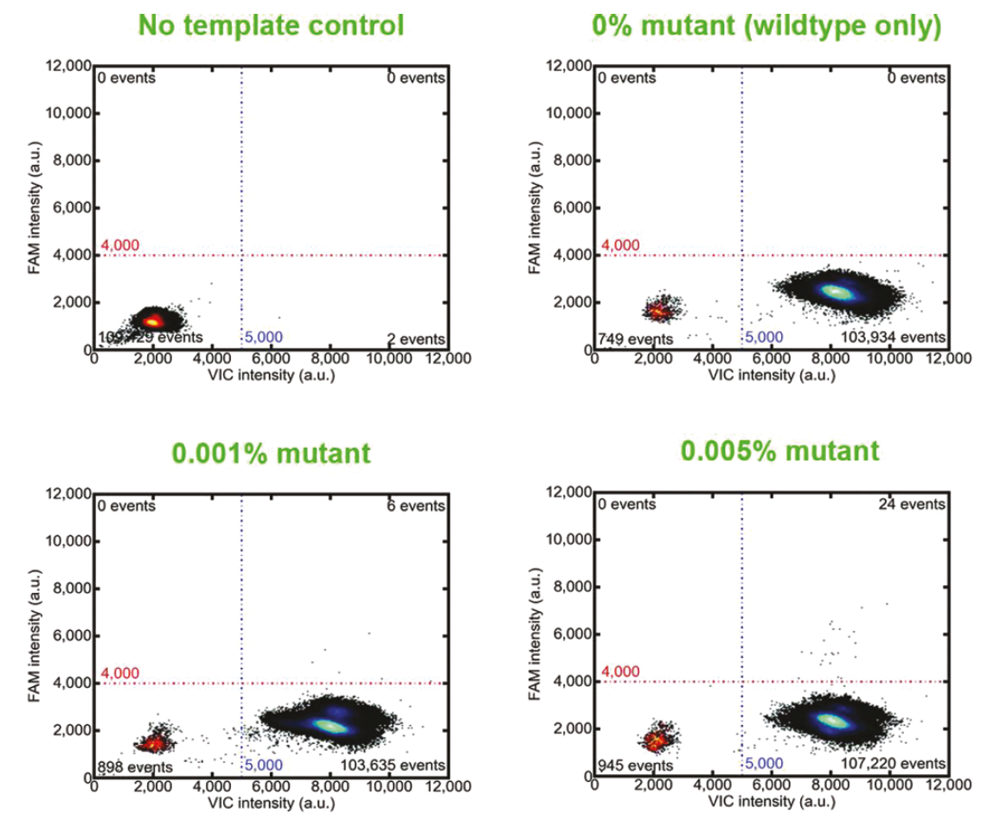 No template control
0% mutant (wildtype only)
12,000
0 events
0 events
10,000
8,000
6,000
4,000
4,000
2,000
5,000
2 events
0
0
2,000
4,000
6,000
8,000
10,000
12,000
FAM intensity (a.u.)
VIC intensity (a.u.)
12,000
0 events
0 events
10,000
8,000
6,000
4,000
4,000
2,000
749 events
5,000
103,934 events
0
0
2,000
4,000
6,000
8,000
10,000
12,000
FAM intensity (a.u.)
VIC intensity (a.u.)
0.001% mutant
0.005% mutant
12,000
0 events
6 events
10,000
8,000
6,000
4,000
4,000
2,000
898 events
5,000
103,635 events
0
0
2,000
4,000
6,000
8,000
10,000
12,000
FAM intensity (a.u.)
VIC intensity (a.u.)
12,000
0 events
24 events
10,000
8,000
6,000
4,000
4,000
2,000
945 events
5,000
107,220 events
0
0
2,000
4,000
6,000
8,000
10,000
12,000
FAM intensity (a.u.)
VIC intensity (a.u.)